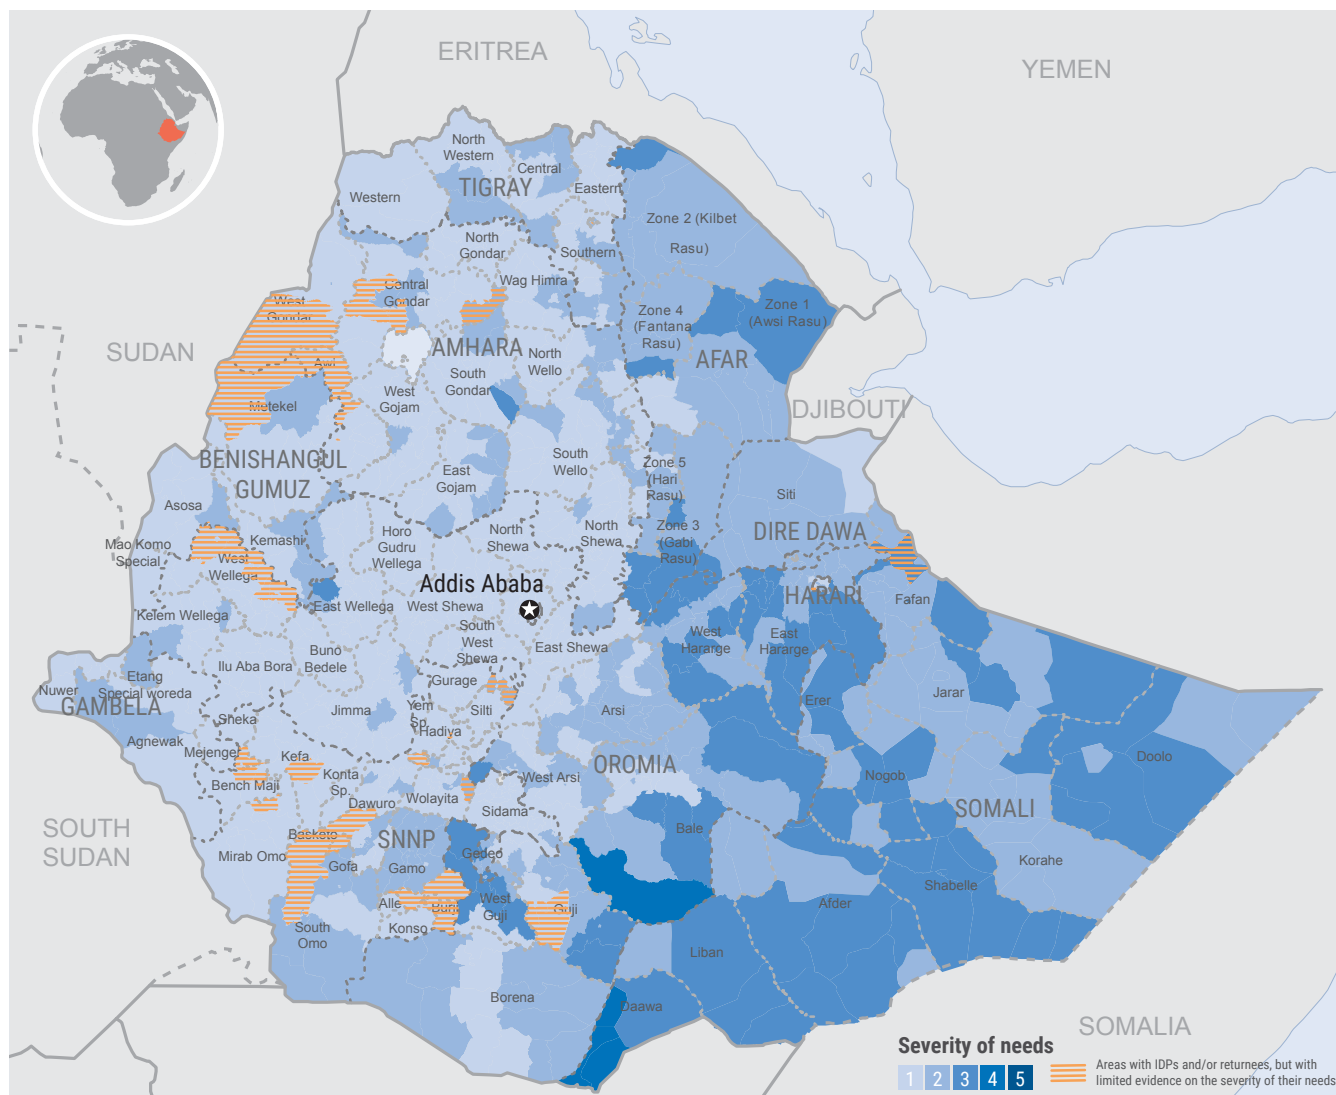 ERITREA
YEMEN
North
Western
Central
TIGRAY
Eastern
Western
Zone 2 (Kilbet
Rasu)
North
Gondar
Southern
Wag Himra
Central
Gondar
West
Gondar
Zone 1
(Awsi Rasu)
Zone 4
(Fantana
Rasu)
SUDAN
AMHARA
North
Wello
AFAR
Awi
South
Gondar
West
Gojam
Metekel
DJIBOUTI
BENISHANGUL
GUMUZ
South
Wello
East
Gojam
Zone 5
(Hari
Rasu)
Siti
Asosa
Horo
Gudru
Wellega
North
Shewa
North
Shewa
Zone 3
(Gabi
Rasu)
DIRE DAWA
Mao Komo
Special
Kemashi
West
Wellega
Addis Ababa
HARARI
Fafan
Kelem Wellega
East Wellega
West Shewa
South
West
Shewa
East Shewa
West
Hararge
East
Hararge
Buno
Bedele
Ilu Aba Bora
Etang
Special woreda
Nuwer
GAMBELA
Gurage
Jarar
Erer
Yem
Sp.
Silti
Arsi
Jimma
Sheka
Hadiya
Agnewak
Mejenger
Kefa
Doolo
OROMIA
Konta
Sp.
Bench Maji
West Arsi
Nogob
Dawuro
Wolayita
Sidama
SOMALI
SOUTH
SUDAN
Basketo
SNNP
Bale
Mirab Omo
Gedeo
Gofa
Gamo
Korahe
Shabelle
Alle
Burji
West
Guji
Guji
Afder
Konso
South
Omo
Liban
Borena
Daawa
SOMALIA
Severity of needs
1 2 3 4 5
Areas with IDPs and/or returnees, but with
limited evidence on the severity of their needs